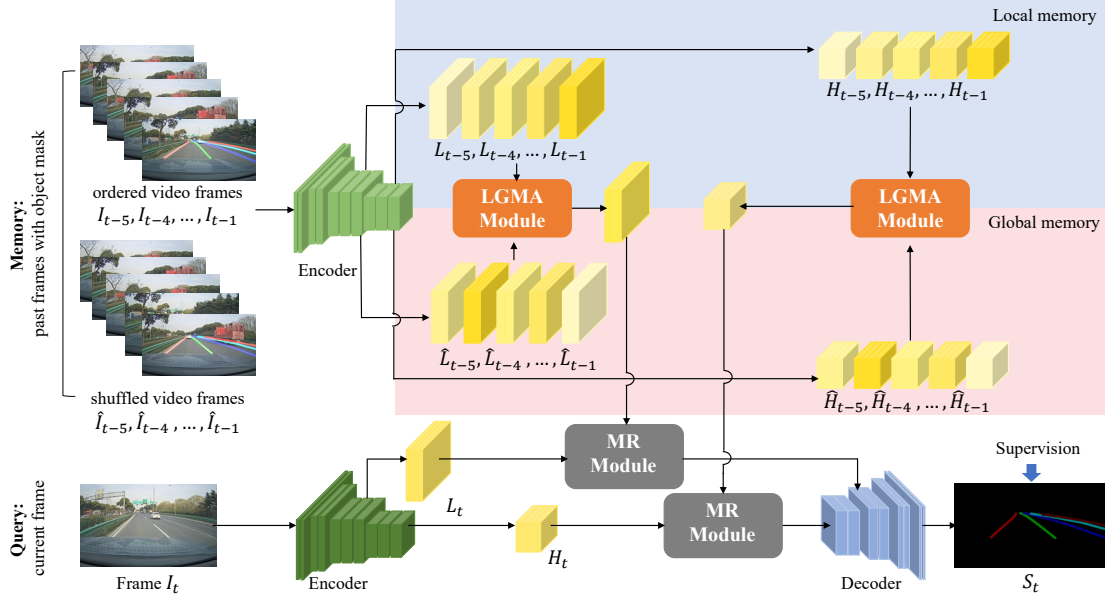 Local memory
H_{t-5}, H_{t-4}, ... , H_{t-1}
L_{t-5}, L_{t-4}, ... , L_{t-1}
Memory:
past frames with object mask
ordered video frames
I_{t-5}, I_{t-4}, ... , I_{t-1}
Encoder
LGMA
Module
LGMA
Module
Global memory
L̂_{t-5}, L̂_{t-4} , ... , L̂_{t-1}
Ĥ_{t-5}, Ĥ_{t-4} , ... , Ĥ_{t-1}
shuffled video frames
Î_{t-5}, Î_{t-4} , ... , Î_{t-1}
MR
Module
Supervision
Query:
current frame
L_t
MR
Module
H_t
Frame I_t
Encoder
Decoder
S_t